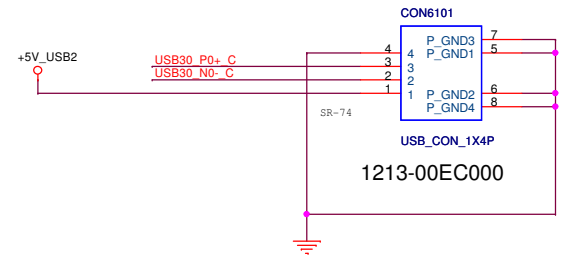 CON6101
+5V_USB2
4 4 P_GND3 7
USB30_P0+_C 3 3 P_GND1 5
USB30_N0-_C 2 2
1 1 P_GND2 6
P_GND4 8
SR-74
USB_CON_1X4P
1213-00EC000